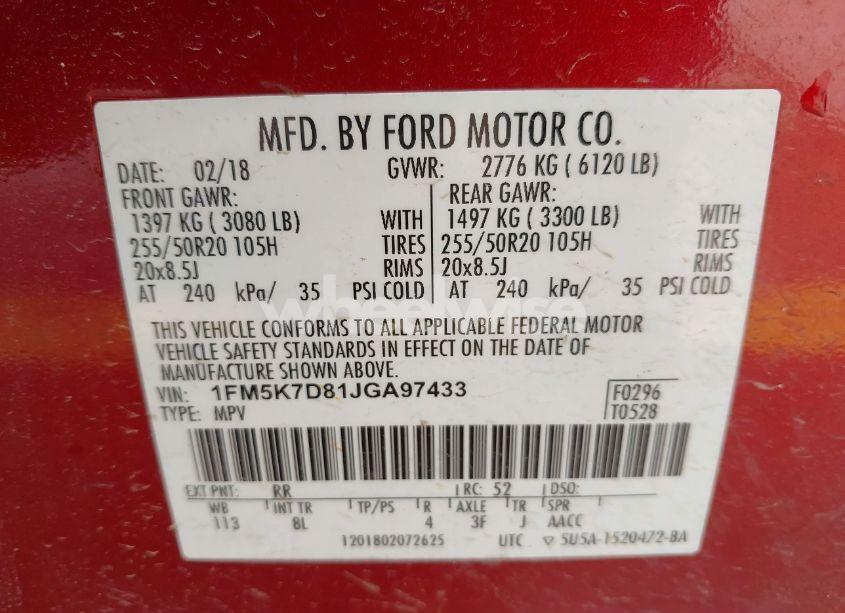 MFD. BY FORD MOTOR CO.
DATE: 02/18 GVWR: 2776 KG ( 6120 LB)
FRONT GAWR: REAR GAWR:
1397 KG ( 3080 LB) WITH 1497 KG ( 3300 LB) WITH
255/50R20 105H TIRES 255/50R20 105H TIRES
20x8.5J RIMS 20x8.5J RIMS
AT 240 kPa/ 35 PSI COLD AT 240 kPa/ 35 PSI COLD
wheelwise
THIS VEHICLE CONFORMS TO ALL APPLICABLE FEDERAL MOTOR
VEHICLE SAFETY STANDARDS IN EFFECT ON THE DATE OF
MANUFACTURE SHOWN ABOVE.
VIN: 1FM5K7D81JGA97433 F0296
TYPE: MPV T0528
EXT PNT: RR RC: 52 DSO:
WB INT TR TP/PS R AXLE TR SPR
113 8L 4 3F J AACC
1201802072625 UTC ▽ 5U5A-1520472-BA